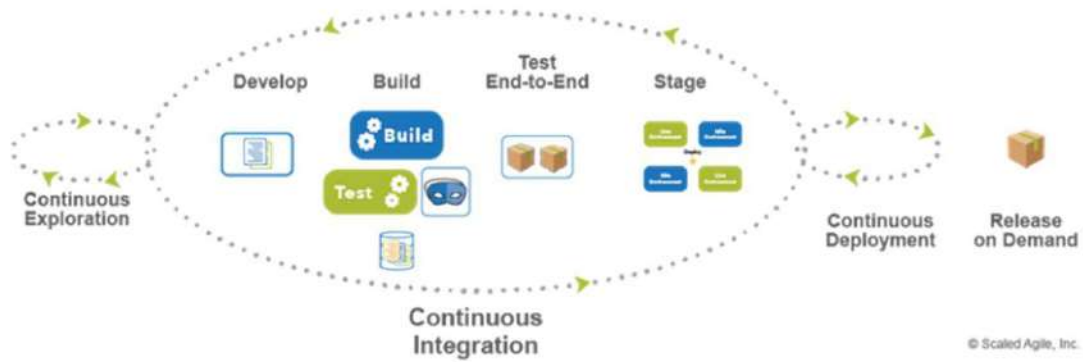 Develop
Build
Test
End-to-End
Stage
Build
Test
Deploy
Continuous
Exploration
Continuous
Integration
Continuous
Deployment
Release
on Demand
© Scaled Agile, Inc.